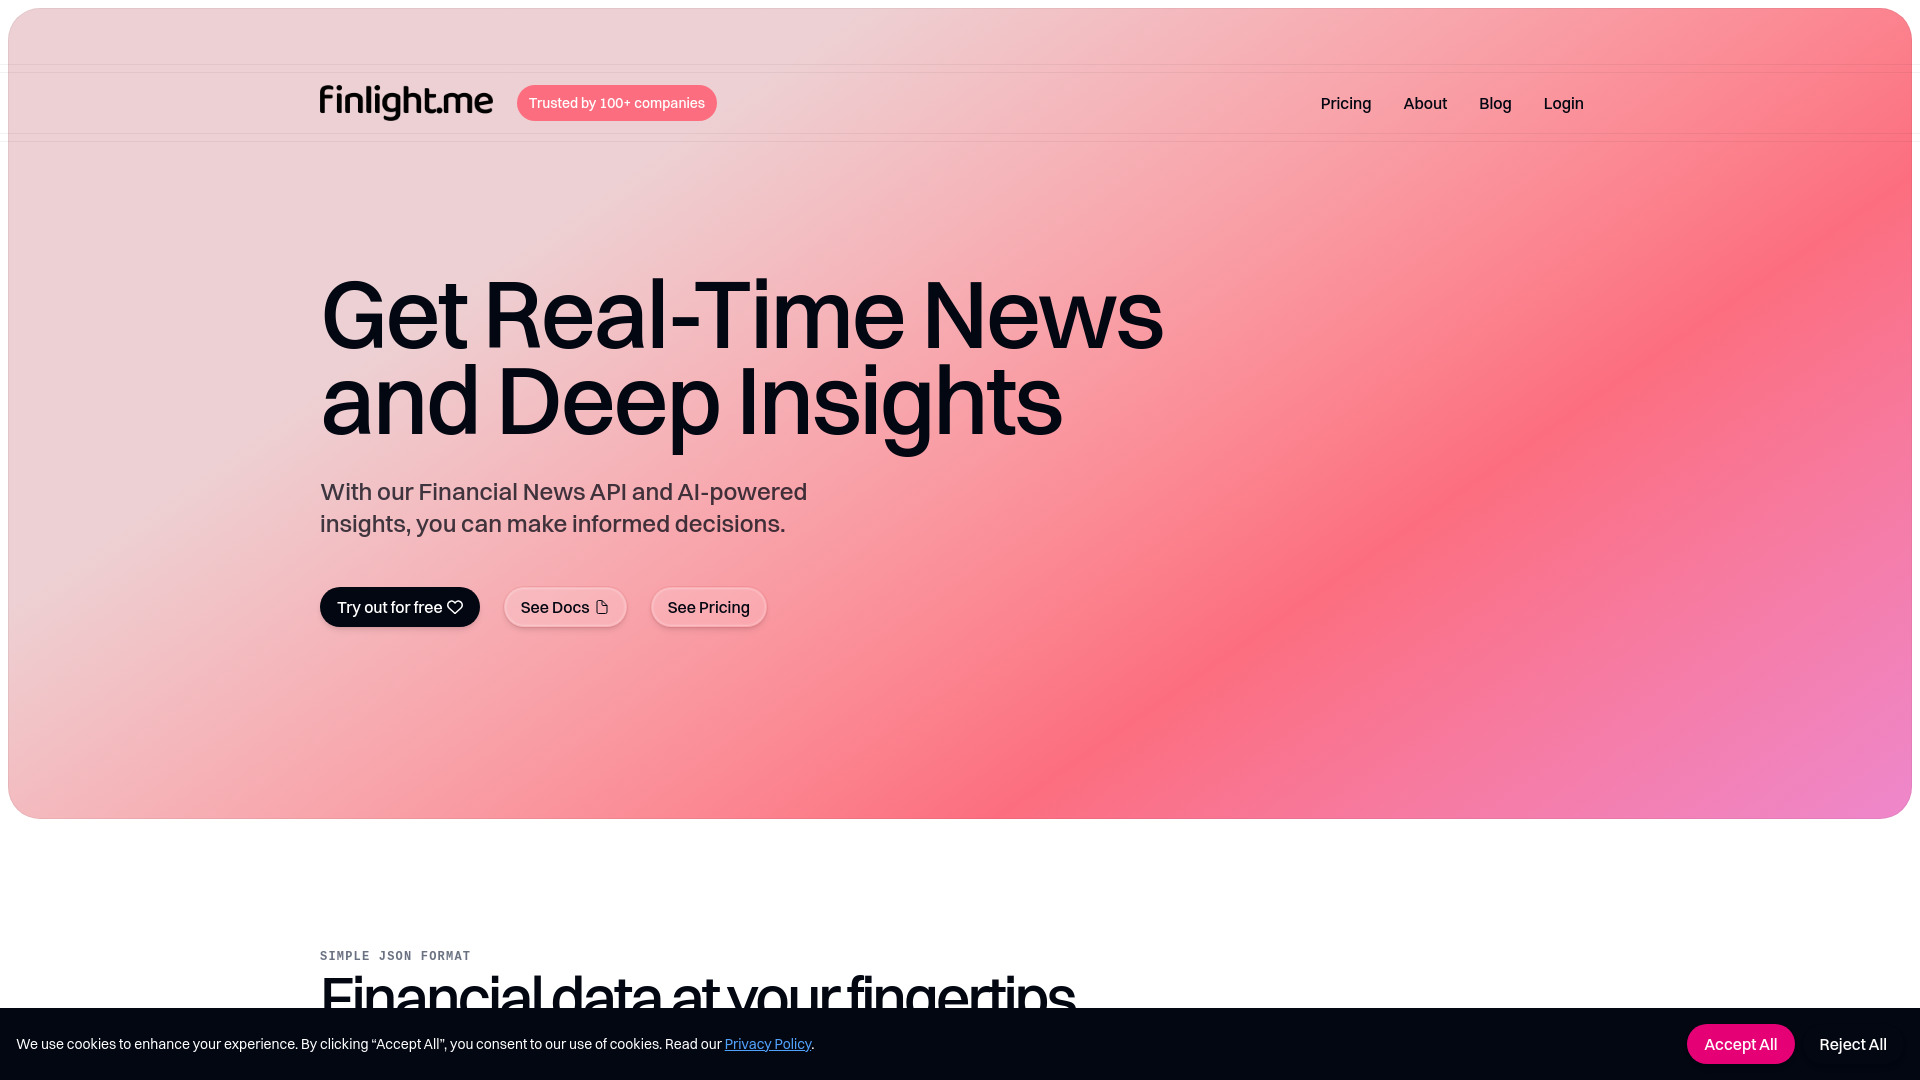 finlight.me
Trusted by 100+ companies
Pricing
About
Blog
Login
Get Real-Time News
and Deep Insights
With our Financial News API and AI-powered
insights, you can make informed decisions.
Try out for free
See Docs
See Pricing
SIMPLE JSON FORMAT
Financial data at your fingertips
We use cookies to enhance your experience. By clicking “Accept All”, you consent to our use of cookies. Read our Privacy Policy.
Accept All
Reject All